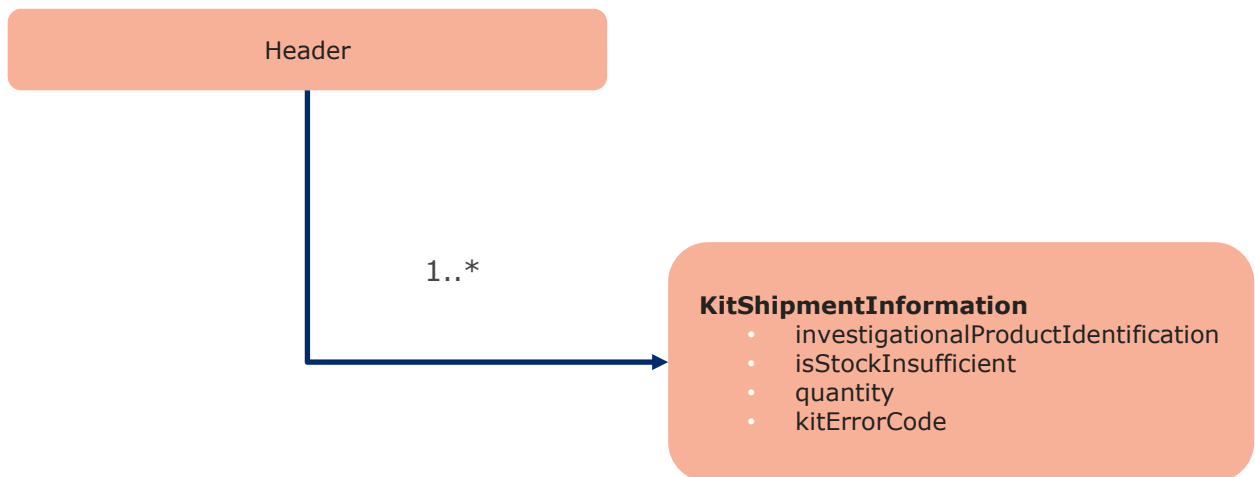 Header
1..*
KitShipmentInformation
• investigationalProductIdentification
• isStockInsufficient
• quantity
• kitErrorCode